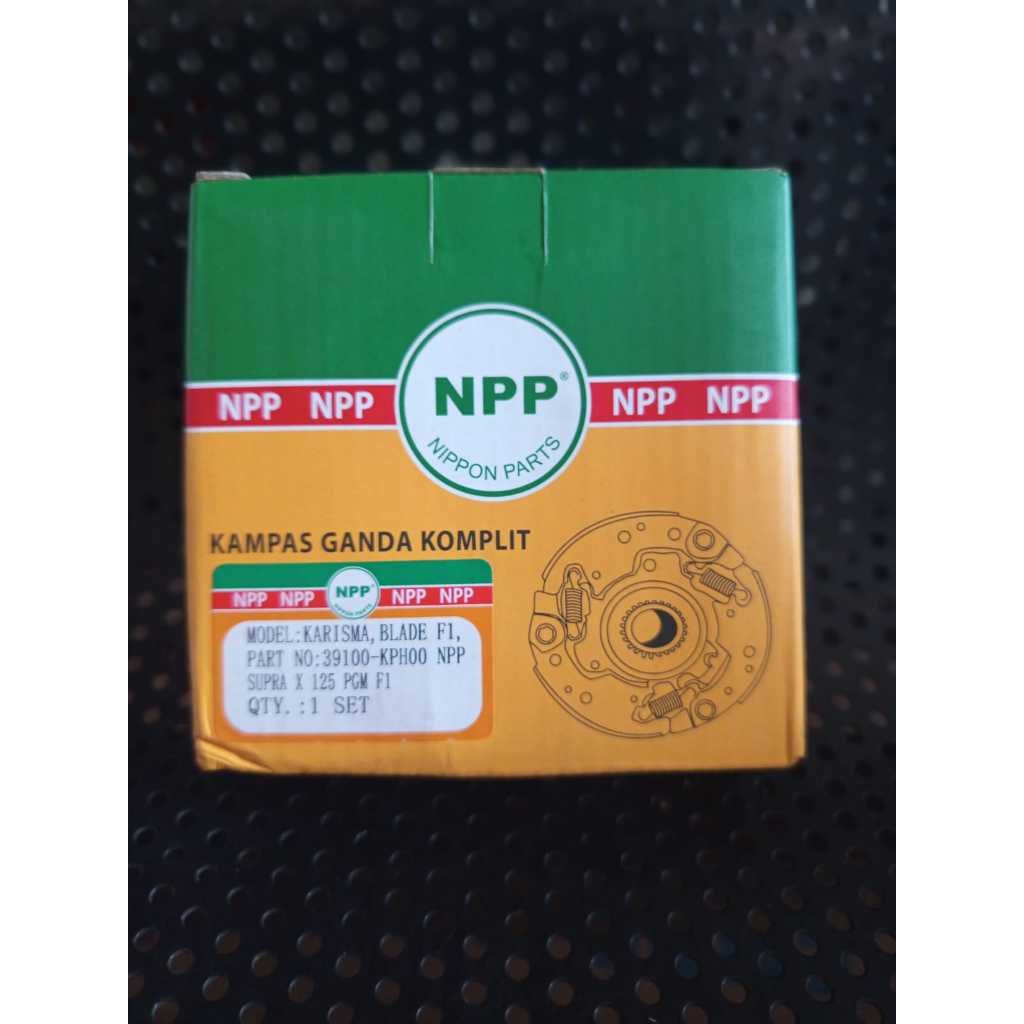 NPP NPP NPP® NPP NPP
NIPPON PARTS
KAMPAS GANDA KOMPLIT
NPP NPP NPP NPP NPP
NIPPON PARTS
MODEL:KARISMA,BLADE F1,
PART NO:39100-KPH00 NPP
SUPRA X 125 PGM F1
QTY.:1 SET